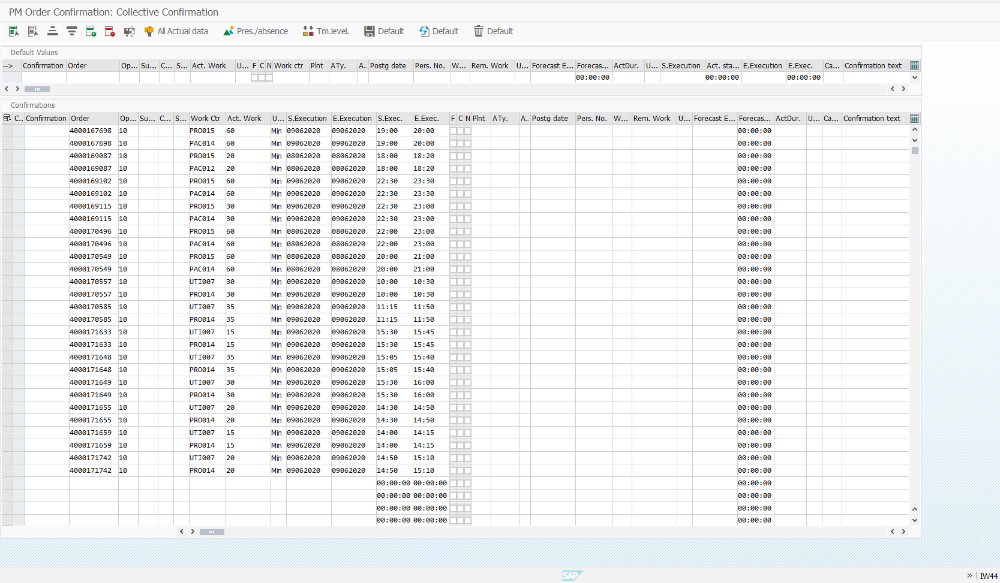 PM Order Confirmation: Collective Confirmation
All Actual data Pres./absence Tm.level. Default Default Default
Default Values
--> Confirmation Order Op... Su... C... S... Act. Work U... F C N Work ctr Plnt ATy. A.. Postg date Pers. No. W... Rem. Work U... Forecast E... Forecas... ActDur. U... S.Execution Act. sta... E.Execution E.Exec. Ca... Confirmation text
00:00:00 00:00:00 00:00:00
Confirmations
C.. Confirmation Order Op... Su... C... S... Work Ctr Act. Work U... S.Execution E.Execution S.Exec. E.Exec. F C N Plnt ATy. A.. Postg date Pers. No. W... Rem. Work U... Forecast E... Forecas... ActDur. U... Ca... Confirmation text
4000167698 10 PRO015 60 Min 09062020 09062020 19:00 20:00 00:00:00
4000167698 10 PAC014 60 Min 09062020 09062020 19:00 20:00 00:00:00
4000169087 10 PRO015 20 Min 08062020 08062020 18:00 18:20 00:00:00
4000169087 10 PAC012 20 Min 08062020 08062020 18:00 18:20 00:00:00
4000169102 10 PRO015 60 Min 09062020 09062020 22:30 23:30 00:00:00
4000169102 10 PAC014 60 Min 09062020 09062020 22:30 23:30 00:00:00
4000169115 10 PRO015 30 Min 09062020 09062020 22:30 23:00 00:00:00
4000169115 10 PAC014 30 Min 09062020 09062020 22:30 23:00 00:00:00
4000170496 10 PRO015 60 Min 08062020 08062020 22:00 23:00 00:00:00
4000170496 10 PAC014 60 Min 08062020 08062020 22:00 23:00 00:00:00
4000170549 10 PRO015 60 Min 08062020 08062020 20:00 21:00 00:00:00
4000170549 10 PAC014 60 Min 08062020 08062020 20:00 21:00 00:00:00
4000170557 10 UTI007 30 Min 09062020 09062020 10:00 10:30 00:00:00
4000170557 10 PRO014 30 Min 09062020 09062020 10:00 10:30 00:00:00
4000170585 10 UTI007 35 Min 09062020 09062020 11:15 11:50 00:00:00
4000170585 10 PRO014 35 Min 09062020 09062020 11:15 11:50 00:00:00
4000171633 10 UTI007 15 Min 09062020 09062020 15:30 15:45 00:00:00
4000171633 10 PRO014 15 Min 09062020 09062020 15:30 15:45 00:00:00
4000171648 10 UTI007 35 Min 09062020 09062020 15:05 15:40 00:00:00
4000171648 10 PRO014 35 Min 09062020 09062020 15:05 15:40 00:00:00
4000171649 10 UTI007 30 Min 09062020 09062020 15:30 16:00 00:00:00
4000171649 10 PRO014 30 Min 09062020 09062020 15:30 16:00 00:00:00
4000171655 10 UTI007 20 Min 09062020 09062020 14:30 14:50 00:00:00
4000171655 10 PRO014 20 Min 09062020 09062020 14:30 14:50 00:00:00
4000171659 10 UTI007 15 Min 09062020 09062020 14:00 14:15 00:00:00
4000171659 10 PRO014 15 Min 09062020 09062020 14:00 14:15 00:00:00
4000171742 10 UTI007 20 Min 09062020 09062020 14:50 15:10 00:00:00
4000171742 10 PRO014 20 Min 09062020 09062020 14:50 15:10 00:00:00
00:00:00 00:00:00 00:00:00
00:00:00 00:00:00 00:00:00
00:00:00 00:00:00 00:00:00
00:00:00 00:00:00 00:00:00
SAP » IW44